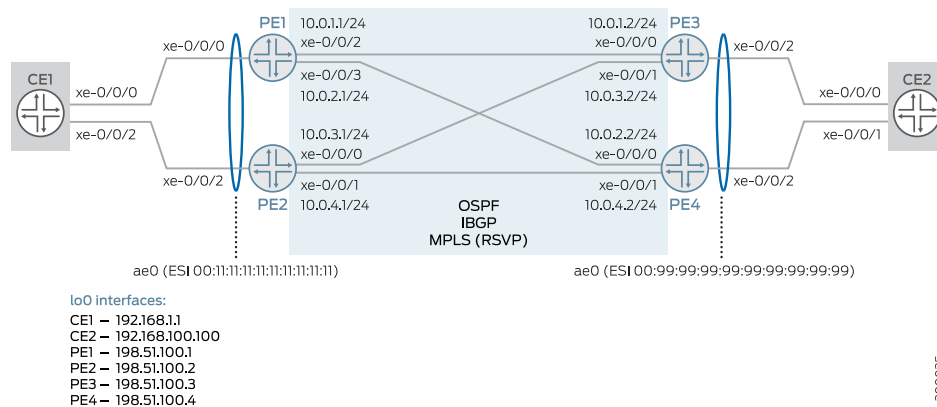 PE1 10.0.1.1/24 10.0.1.2/24 PE3
xe-0/0/0 xe-0/0/2 xe-0/0/0 xe-0/0/2
CE1 xe-0/0/3 xe-0/0/1 CE2
xe-0/0/0 10.0.2.1/24 10.0.3.2/24 xe-0/0/0
xe-0/0/2 10.0.3.1/24 10.0.2.2/24 xe-0/0/1
xe-0/0/0 xe-0/0/0
xe-0/0/2 xe-0/0/1 xe-0/0/1 xe-0/0/2
PE2 10.0.4.1/24 10.0.4.2/24 PE4
OSPF
IBGP
MPLS (RSVP)
ae0 (ESI 00:11:11:11:11:11:11:11:11:11) ae0 (ESI 00:99:99:99:99:99:99:99:99:99)
lo0 interfaces:
CE1 – 192.168.1.1
CE2 – 192.168.100.100
PE1 – 198.51.100.1
PE2 – 198.51.100.2
PE3 – 198.51.100.3
PE4 – 198.51.100.4